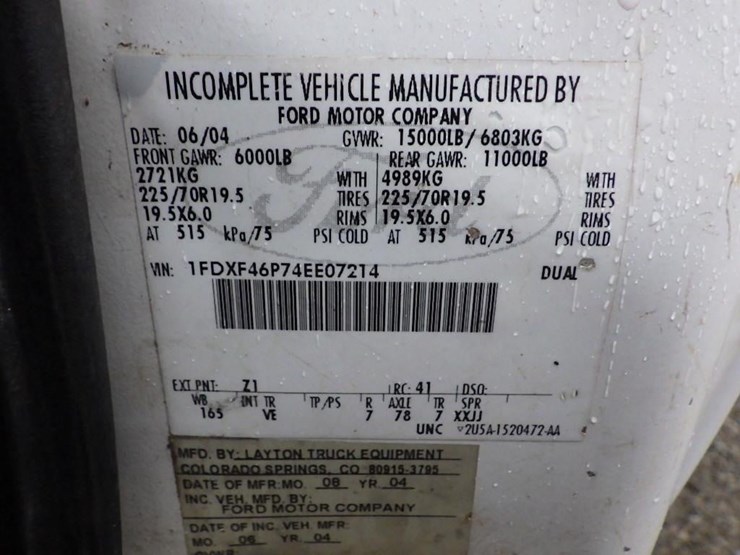 INCOMPLETE VEHICLE MANUFACTURED BY
FORD MOTOR COMPANY
DATE: 06/04 GVWR: 15000LB/6803KG
FRONT GAWR: 6000LB REAR GAWR: 11000LB
2721KG WITH 4989KG WITH
225/70R19.5 TIRES 225/70R19.5 TIRES
19.5X6.0 RIMS 19.5X6.0 RIMS
AT 515 kPa/75 PSI COLD AT 515 kPa/75 PSI COLD
VIN: 1FDXF46P74EE07214 DUAL
Ford
EXT PNT: Z1 RC: 41 DSO:
WB INT TR TP/PS R AXLE TR SPR
165 VE 7 78 7 XXJJ
UNC 2U5A-1520472-AA
MFD. BY: LAYTON TRUCK EQUIPMENT
COLORADO SPRINGS, CO 80915-3795
DATE OF MFR:MO. 08 YR 04
INC. VEH. MFD. BY:
FORD MOTOR COMPANY
DATE OF INC. VEH. MFR:
MO. 06 YR. 04